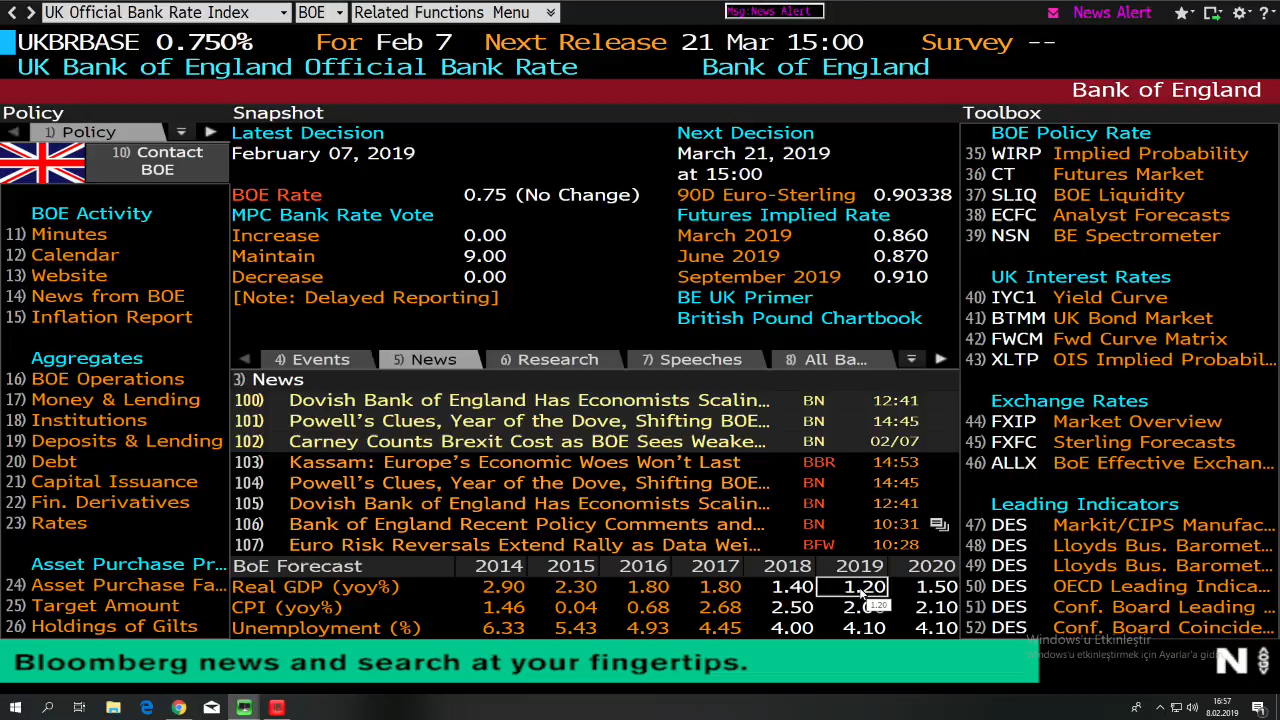 UK Official Bank Rate Index BOE Related Functions Menu Msg:News Alert News Alert
UKBRBASE 0.750% For Feb 7 Next Release 21 Mar 15:00 Survey --
UK Bank of England Official Bank Rate Bank of England
Bank of England
Policy
1) Policy
10) Contact BOE
BOE Activity
11) Minutes
12) Calendar
13) Website
14) News from BOE
15) Inflation Report
Aggregates
16) BOE Operations
17) Money & Lending
18) Institutions
19) Deposits & Lending
20) Debt
21) Capital Issuance
22) Fin. Derivatives
23) Rates
Asset Purchase Pr...
24) Asset Purchase Fa...
25) Target Amount
26) Holdings of Gilts
Snapshot
Latest Decision
February 07, 2019
BOE Rate 0.75 (No Change)
MPC Bank Rate Vote
Increase 0.00
Maintain 9.00
Decrease 0.00
[Note: Delayed Reporting]
Next Decision
March 21, 2019
at 15:00
90D Euro-Sterling 0.90338
Futures Implied Rate
March 2019 0.860
June 2019 0.870
September 2019 0.910
BE UK Primer
British Pound Chartbook
4) Events 5) News 6) Research 7) Speeches 8) All Ba...
3) News
100) Dovish Bank of England Has Economists Scalin... BN 12:41
101) Powell's Clues, Year of the Dove, Shifting BOE... BN 14:45
102) Carney Counts Brexit Cost as BOE Sees Weake... BN 02/07
103) Kassam: Europe's Economic Woes Won't Last BBR 14:53
104) Powell's Clues, Year of the Dove, Shifting BOE... BN 14:45
105) Dovish Bank of England Has Economists Scalin... BN 12:41
106) Bank of England Recent Policy Comments and... BN 10:31
107) Euro Risk Reversals Extend Rally as Data Wei... BFW 10:28
BoE Forecast 2014 2015 2016 2017 2018 2019 2020
Real GDP (yoy%) 2.90 2.30 1.80 1.80 1.40 1.20 1.50
1.20
CPI (yoy%) 1.46 0.04 0.68 2.68 2.50 2.10
Unemployment (%) 6.33 5.43 4.93 4.45 4.00 4.10 4.10
Toolbox
BOE Policy Rate
35) WIRP Implied Probability
36) CT Futures Market
37) SLIQ BOE Liquidity
38) ECFC Analyst Forecasts
39) NSN BE Spectrometer
UK Interest Rates
40) IYC1 Yield Curve
41) BTMM UK Bond Market
42) FWCM Fwd Curve Matrix
43) XLTP OIS Implied Probabil...
Exchange Rates
44) FXIP Market Overview
45) FXFC Sterling Forecasts
46) ALLX BoE Effective Exchan...
Leading Indicators
47) DES Markit/CIPS Manufac...
48) DES Lloyds Bus. Baromet...
49) DES Lloyds Bus. Baromet...
50) DES OECD Leading Indica...
51) DES Conf. Board Leading ...
52) DES Conf. Board Coincide...
Windows'u Etkinleştir
Windows'u etkinleştirmek için Ayarlar'a gidin
Bloomberg news and search at your fingertips.
N
16:57
8.02.2019
1